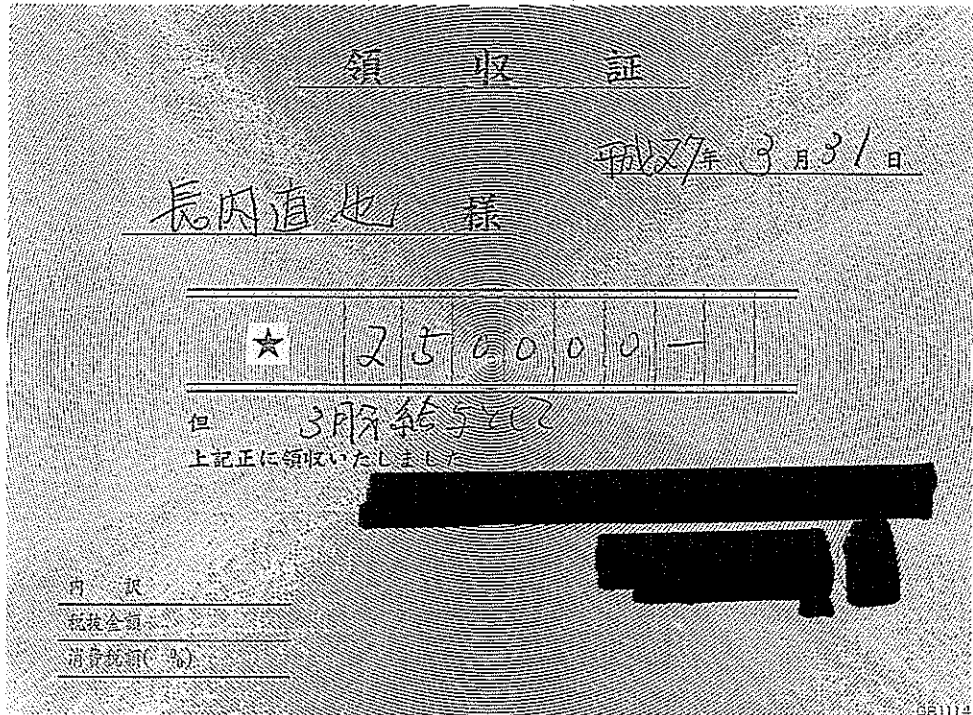 領収証
平成27年 3月31日
長内直也 様
☆ 250000-
但 3月分給与として
上記正に領収いたしました
内訳
税抜金額
消費税額( %)
GB1114